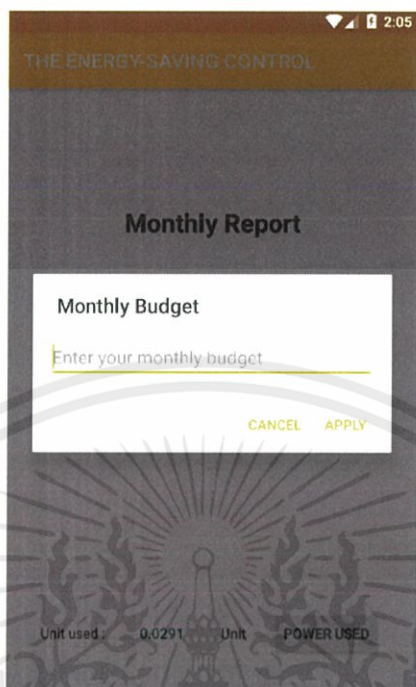 2:05
THE ENERGY-SAVING CONTROL
Monthly Report
Monthly Budget
Enter your monthly budget
CANCEL APPLY
Unit used : 0.0291 Unit POWER USED